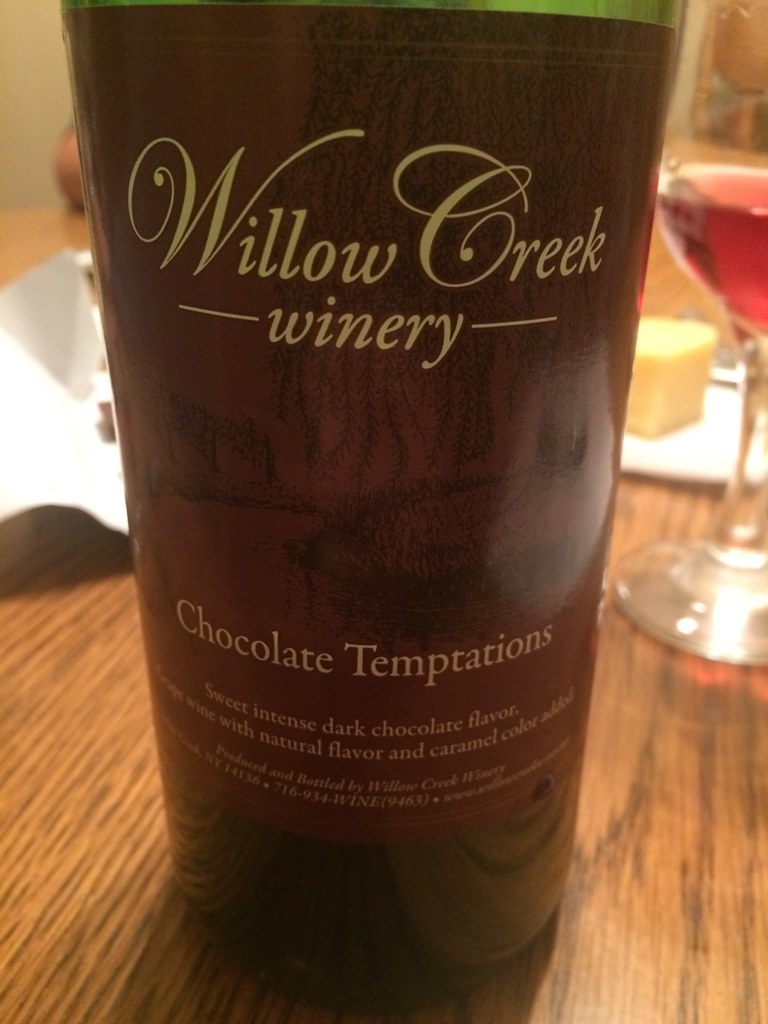 Willow Creek
winery
Chocolate Temptations
Sweet intense dark chocolate flavor.
wine with natural flavor and caramel color added.
Produced and Bottled by Willow Creek Winery
Creek, NY 14136 • 716-934-WINE(9463) •